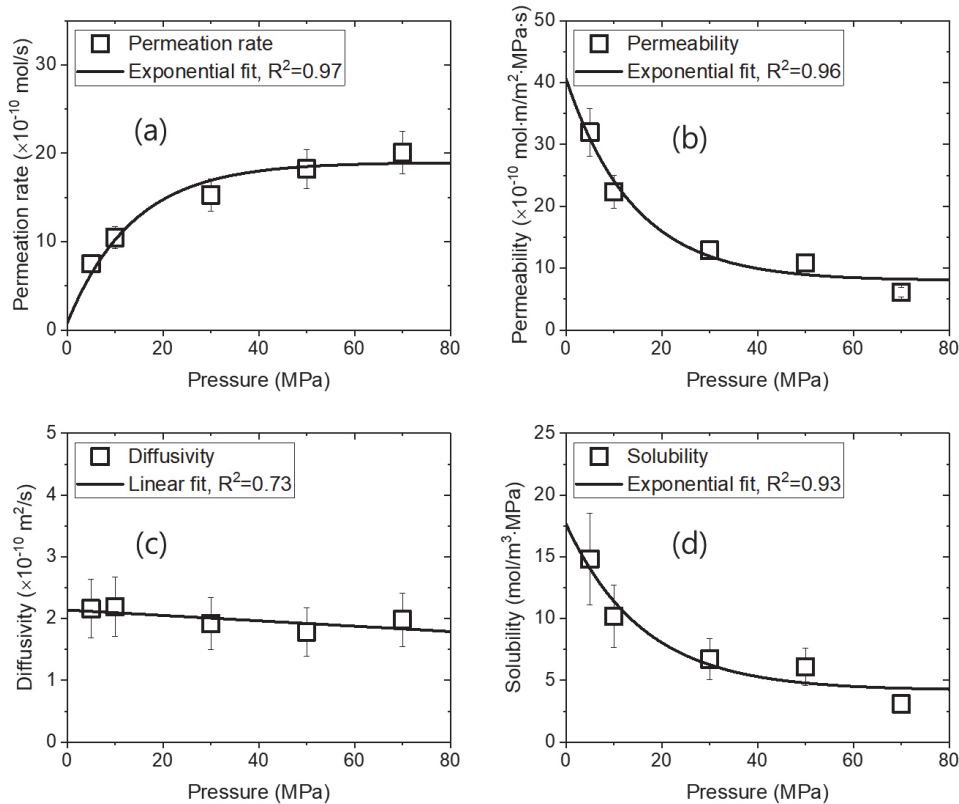 Permeation rate (×10⁻¹⁰ mol/s)
30
20
10
0
Permeation rate
Exponential fit, R²=0.97
(a)
0 20 40 60 80
Pressure (MPa)
Permeability (×10⁻¹⁰ mol·m/m²·MPa·s)
50
40
30
20
10
0
Permeability
Exponential fit, R²=0.96
(b)
0 20 40 60 80
Pressure (MPa)
Diffusivity (×10⁻¹⁰ m²/s)
5
4
3
2
1
0
Diffusivity
Linear fit, R²=0.73
(c)
0 20 40 60 80
Pressure (MPa)
Solubility (mol/m³·MPa)
25
20
15
10
5
0
Solubility
Exponential fit, R²=0.93
(d)
0 20 40 60 80
Pressure (MPa)